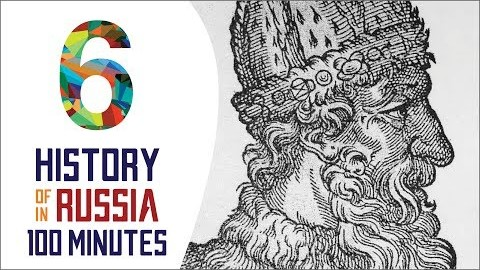 6
HISTORY
OF
IN RUSSIA
100 MINUTES